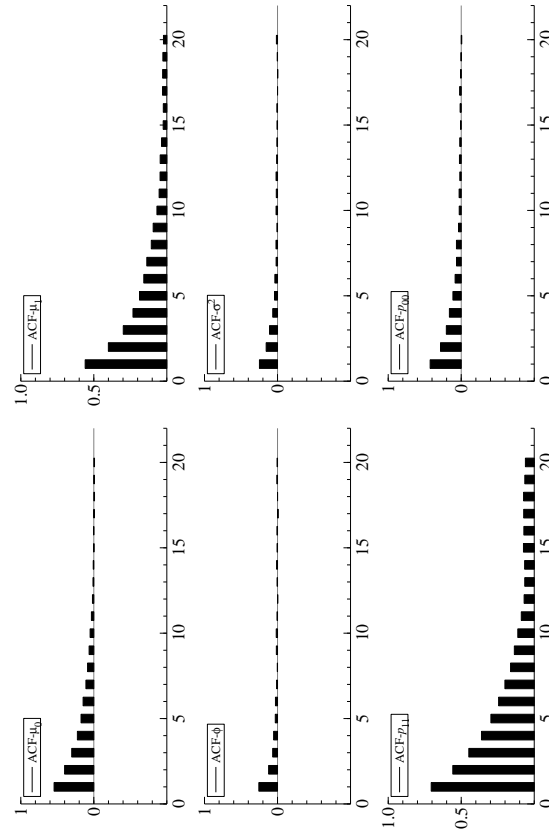 1 ACF-μ₀ 1.0 ACF-μ₁
0 0.5
0 5 10 15 20 0 5 10 15 20
1 ACF-ϕ 1 ACF-σ²
0 0
0 5 10 15 20 0 5 10 15 20
1.0 ACF-p₁₁ 1 ACF-p₀₀
0.5 0
0 5 10 15 20 0 5 10 15 20